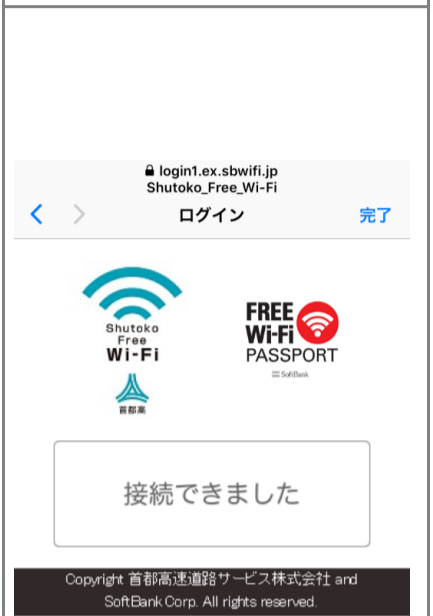 login1.ex.sbwifi.jp
Shutoko_Free_Wi-Fi
ログイン
完了
Shutoko
Free
Wi-Fi
首都高
FREE
Wi-Fi
PASSPORT
SoftBank
接続できました
Copyright 首都高速道路サービス株式会社 and
SoftBank Corp. All rights reserved.